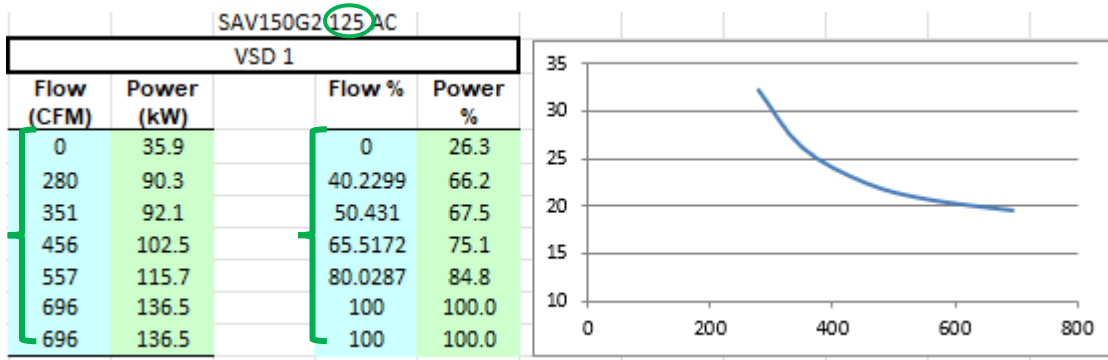 SAV150G2 125 AC
VSD 1
Flow (CFM) Power (kW) Flow % Power %
0 35.9 0 26.3
280 90.3 40.2299 66.2
351 92.1 50.431 67.5
456 102.5 65.5172 75.1
557 115.7 80.0287 84.8
696 136.5 100 100.0
696 136.5 100 100.0
35
30
25
20
15
10
0 200 400 600 800